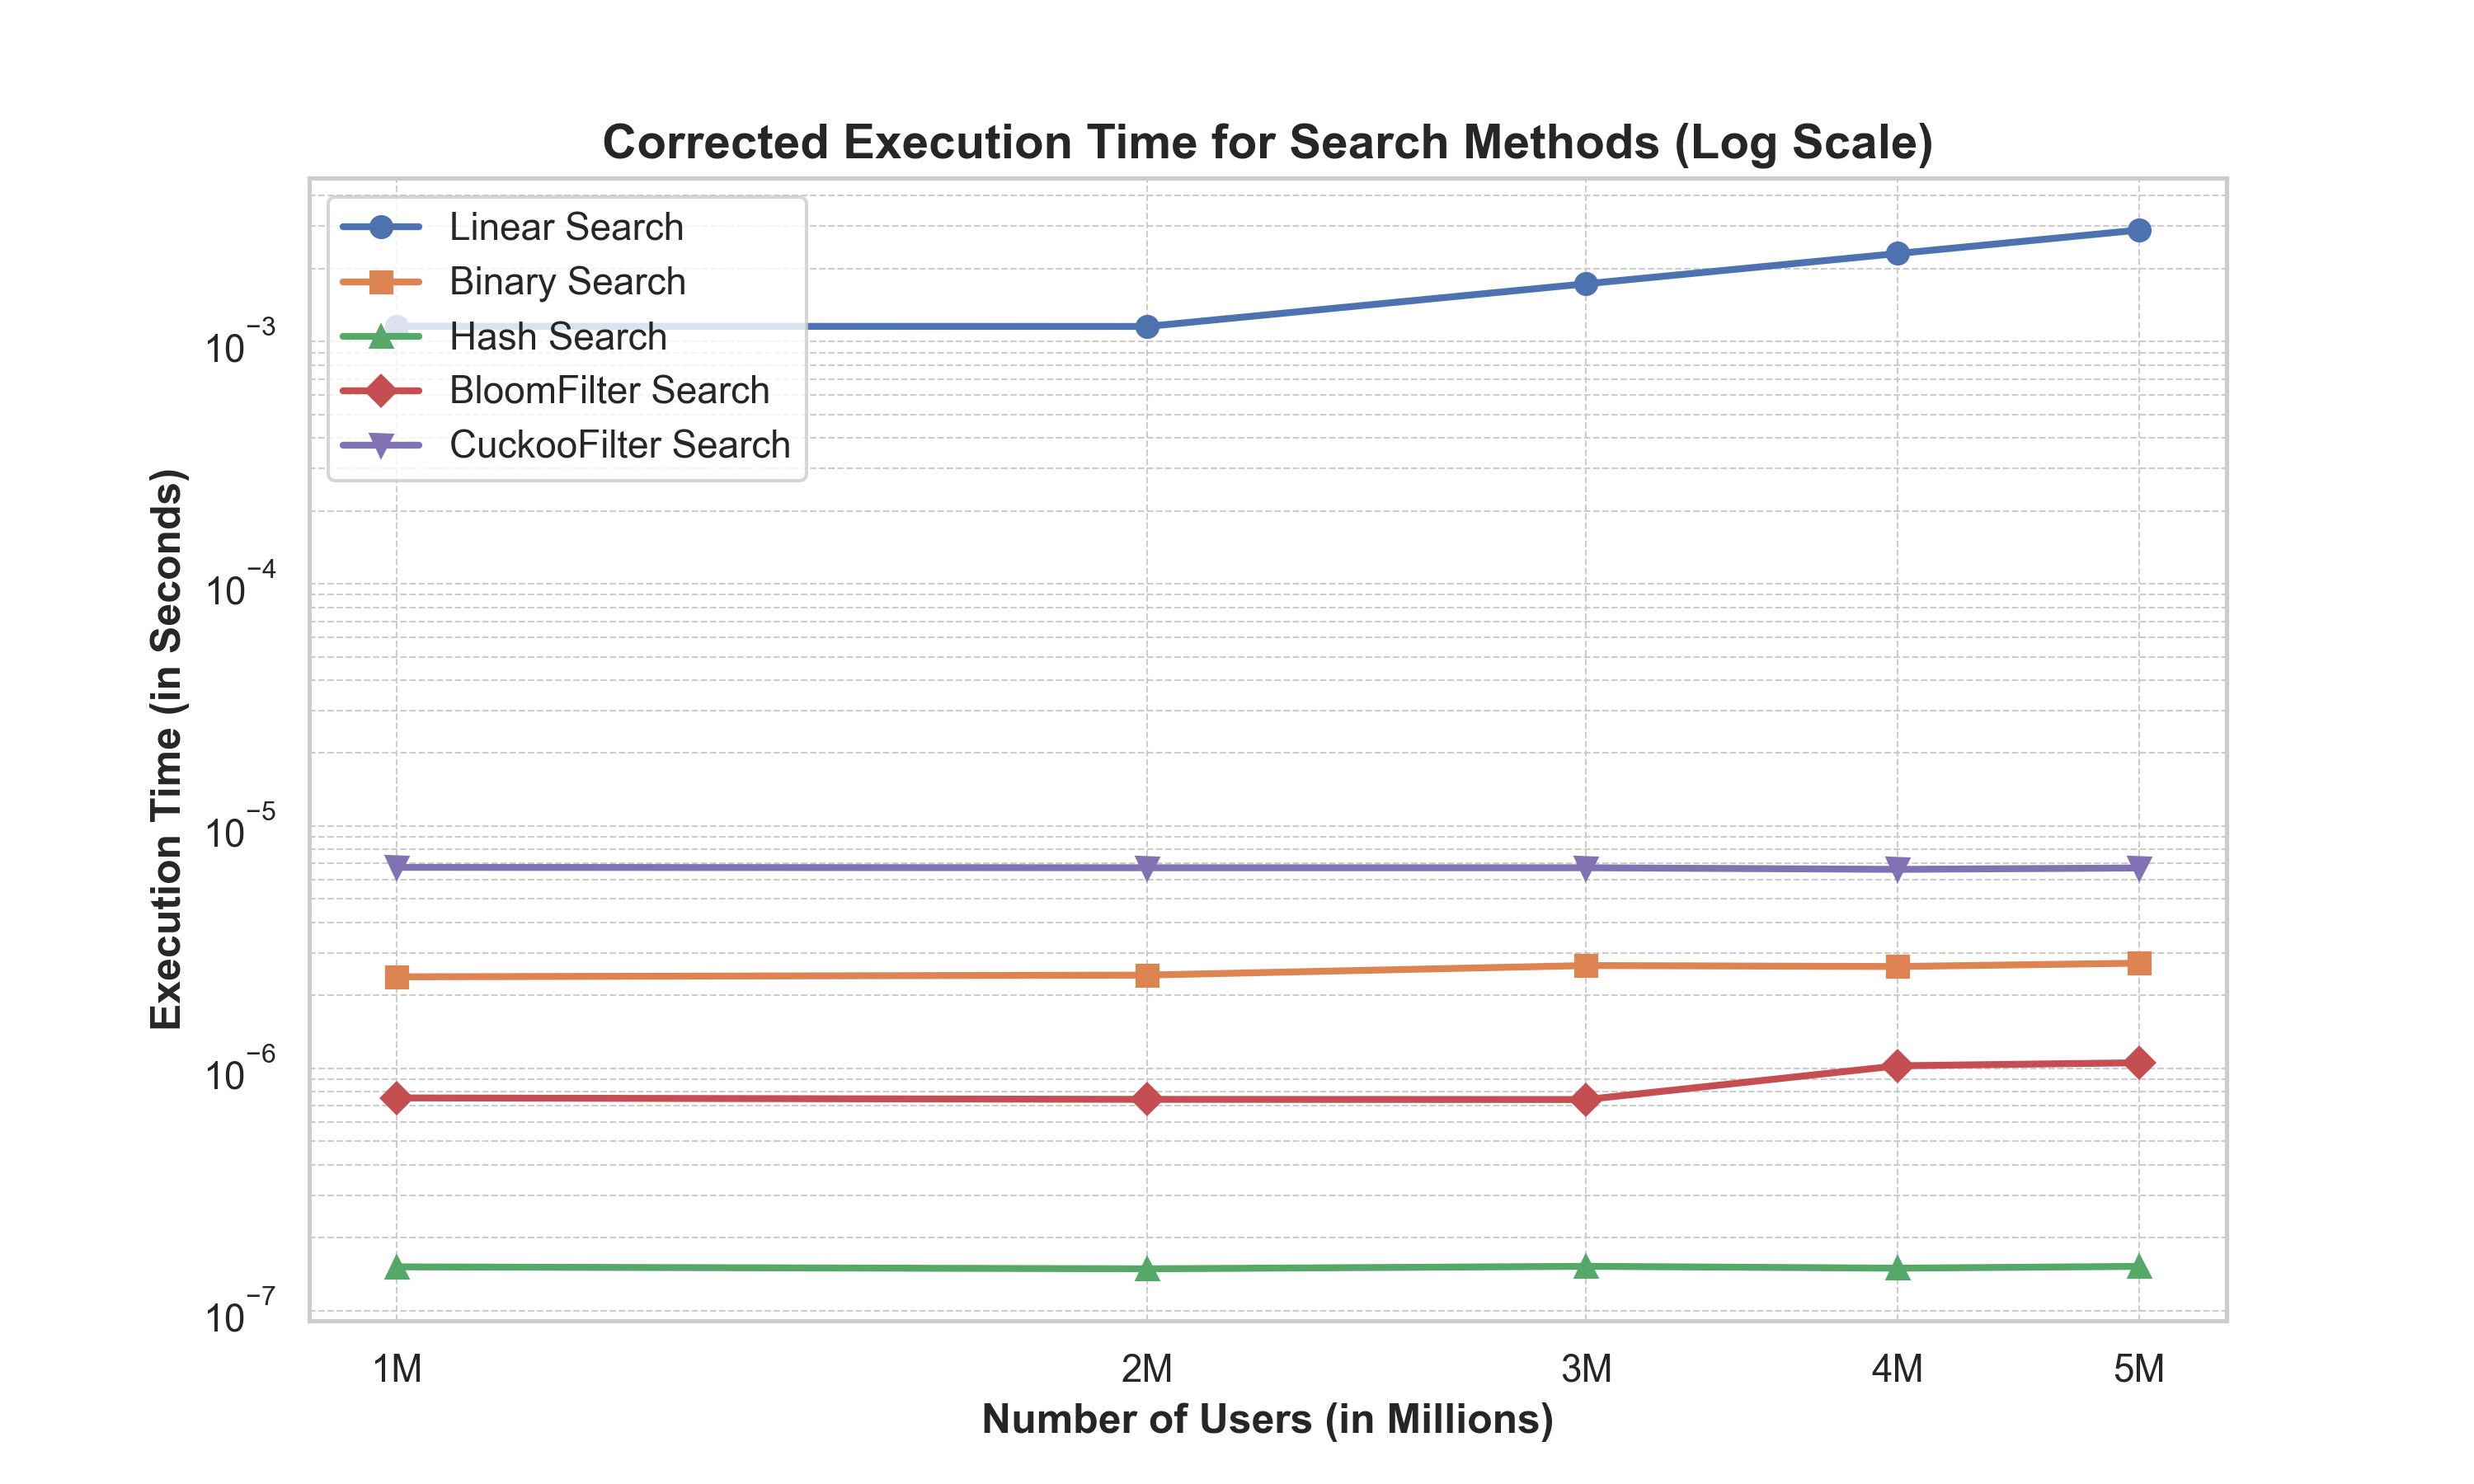 Corrected Execution Time for Search Methods (Log Scale)
Linear Search
Binary Search
Hash Search
BloomFilter Search
CuckooFilter Search
Execution Time (in Seconds)
10⁻³
10⁻⁴
10⁻⁵
10⁻⁶
10⁻⁷
1M 2M 3M 4M 5M
Number of Users (in Millions)